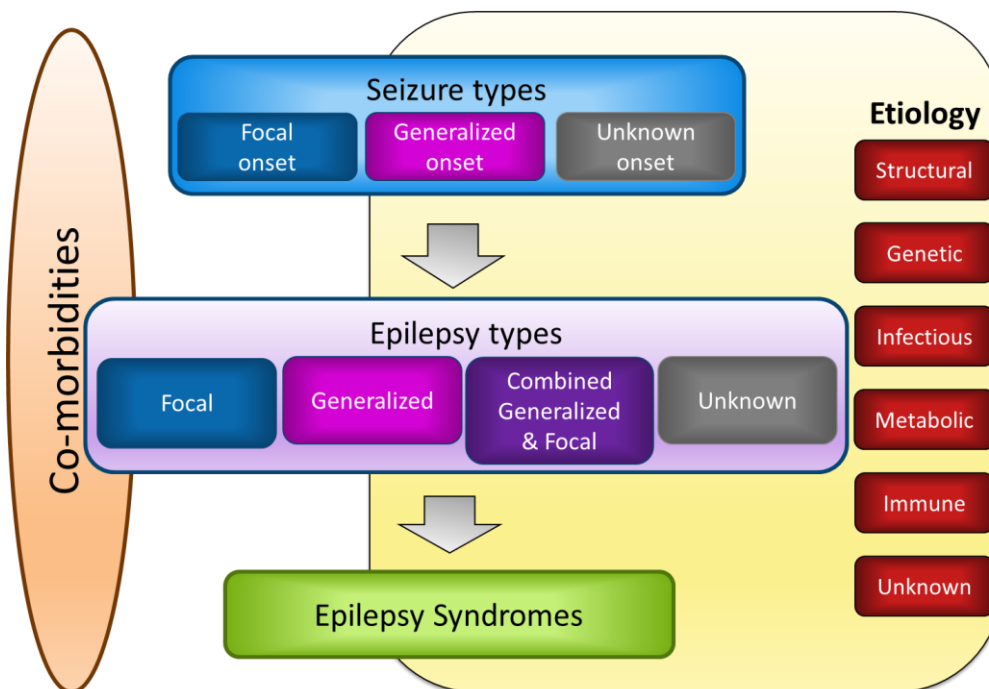 Co-morbidities
Seizure types
Focal
onset
Generalized
onset
Unknown
onset
Epilepsy types
Focal
Generalized
Combined
Generalized
& Focal
Unknown
Epilepsy Syndromes
Etiology
Structural
Genetic
Infectious
Metabolic
Immune
Unknown